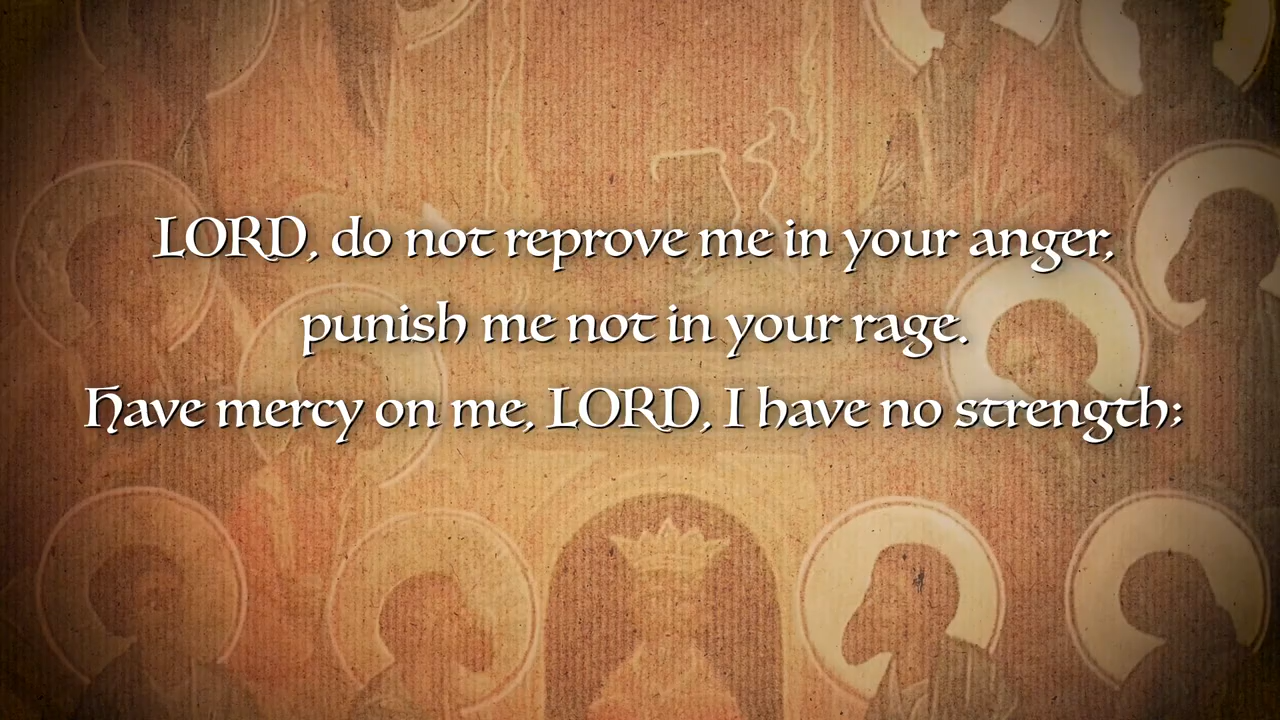 LORD, do not reprove me in your anger,
punish me not in your rage.
Have mercy on me, LORD, I have no strength;